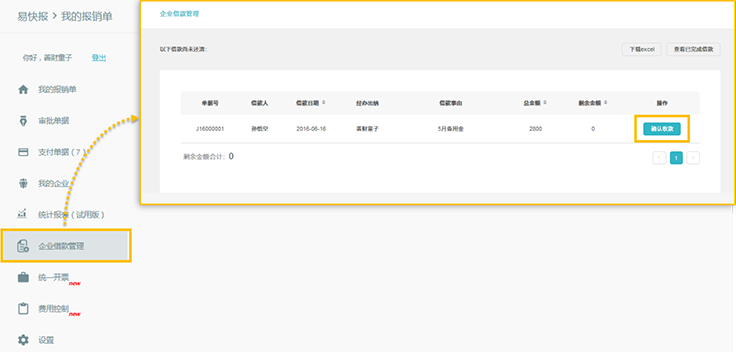 易快报 > 我的报销单
你好，善财童子 登出
我的报销单
审批单据
支付单据（7）
我的企业
统计报表（试用版）
企业借款管理
统一开票 new
费用控制 new
设置
企业借款管理
以下借款尚未还清：
下载excel 查看已完成借款
单据号 借款人 借款日期 经办出纳 借款事由 总金额 剩余金额 操作
J16000001 孙悟空 2016-06-16 善财童子 5月备用金 2800 0 确认收款
剩余金额合计：0
< 1 >